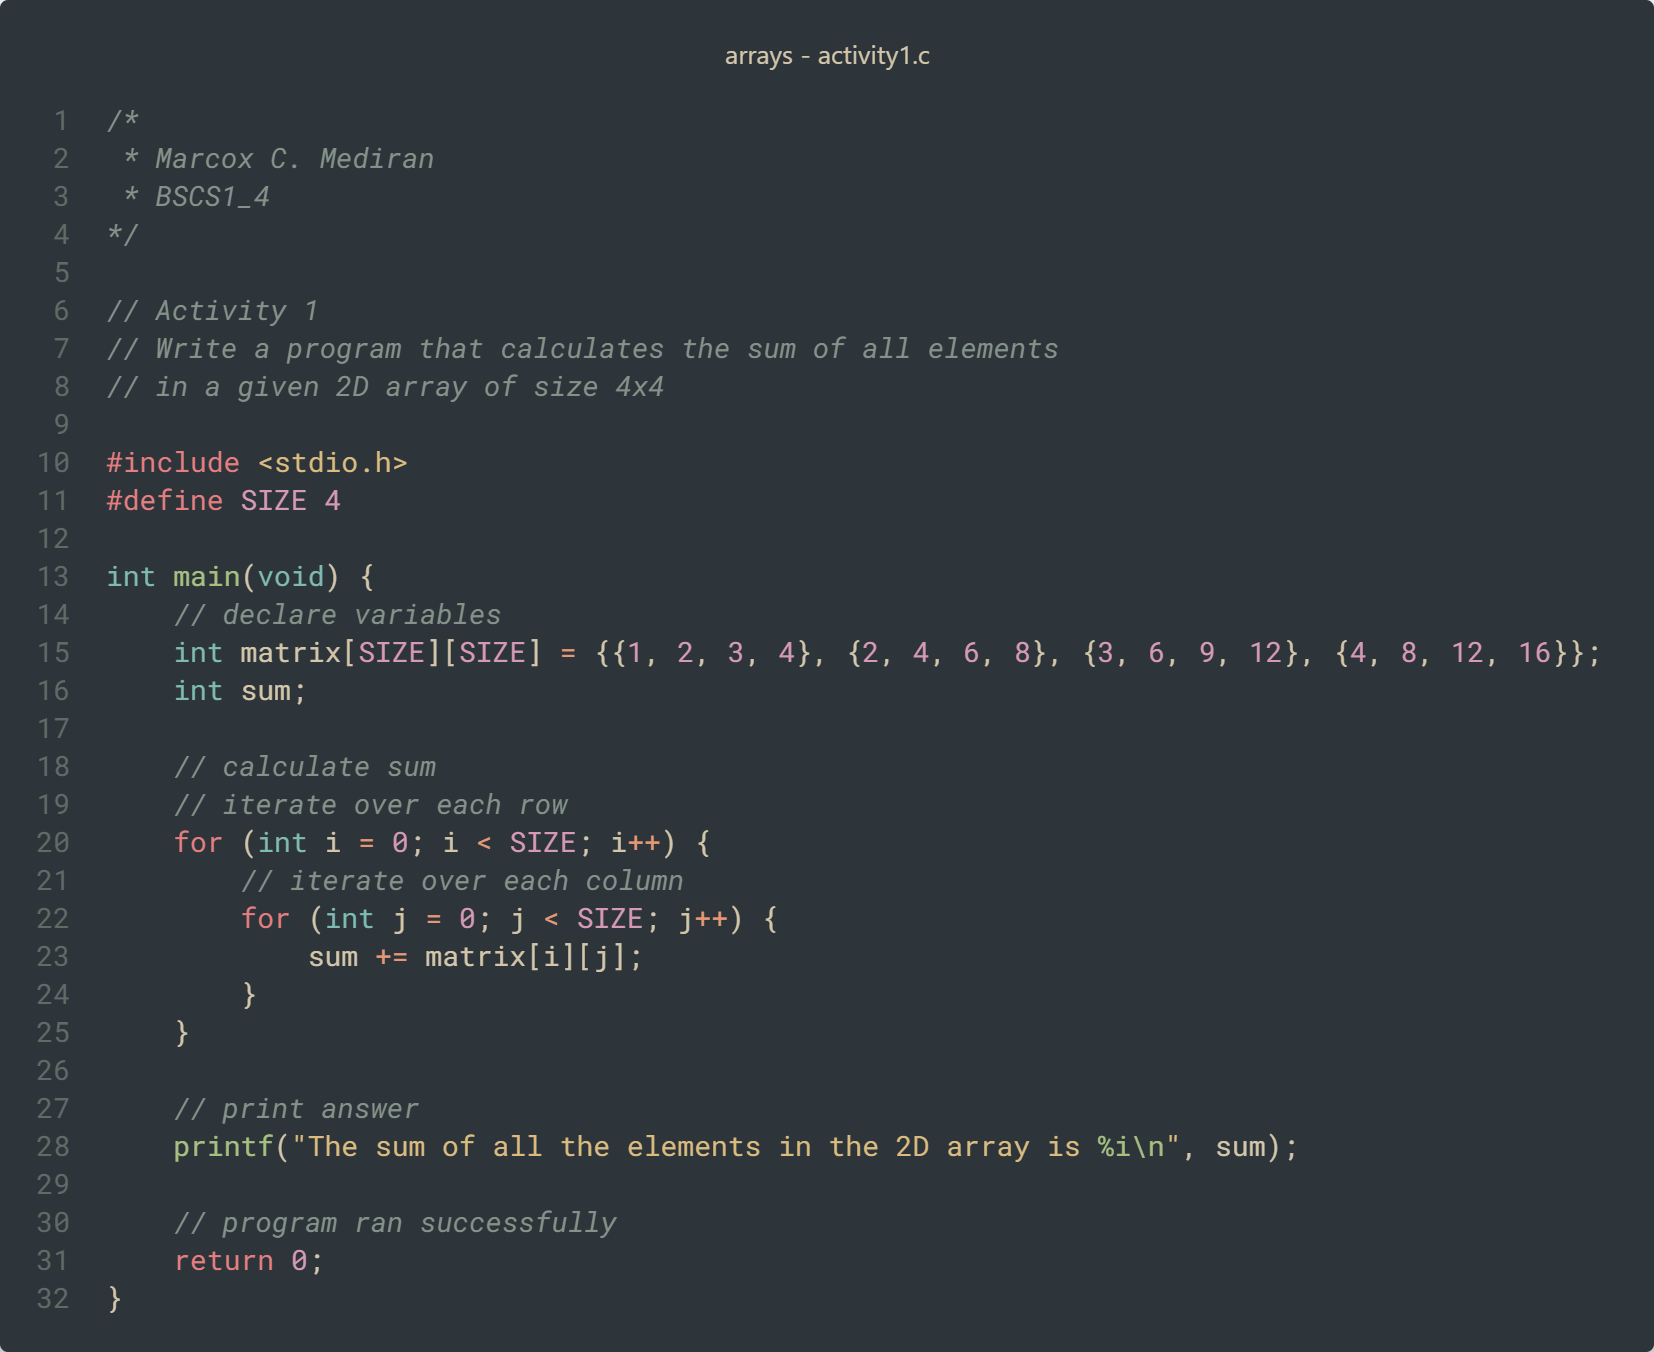 arrays - activity1.c
1 /*
2  * Marcox C. Mediran
3  * BSCS1_4
4 */
5
6 // Activity 1
7 // Write a program that calculates the sum of all elements
8 // in a given 2D array of size 4x4
9
10 #include <stdio.h>
11 #define SIZE 4
12
13 int main(void) {
14     // declare variables
15     int matrix[SIZE][SIZE] = {{1, 2, 3, 4}, {2, 4, 6, 8}, {3, 6, 9, 12}, {4, 8, 12, 16}};
16     int sum;
17
18     // calculate sum
19     // iterate over each row
20     for (int i = 0; i < SIZE; i++) {
21         // iterate over each column
22         for (int j = 0; j < SIZE; j++) {
23             sum += matrix[i][j];
24         }
25     }
26
27     // print answer
28     printf("The sum of all the elements in the 2D array is %i\n", sum);
29
30     // program ran successfully
31     return 0;
32 }